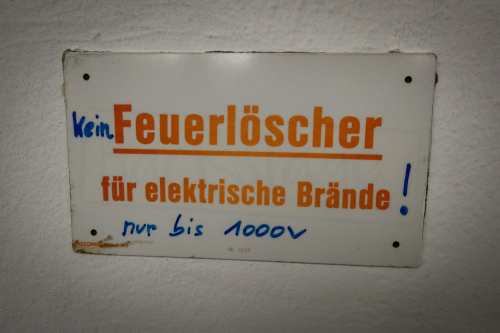 kein Feuerlöscher
für elektrische Brände !
nur bis 1000V